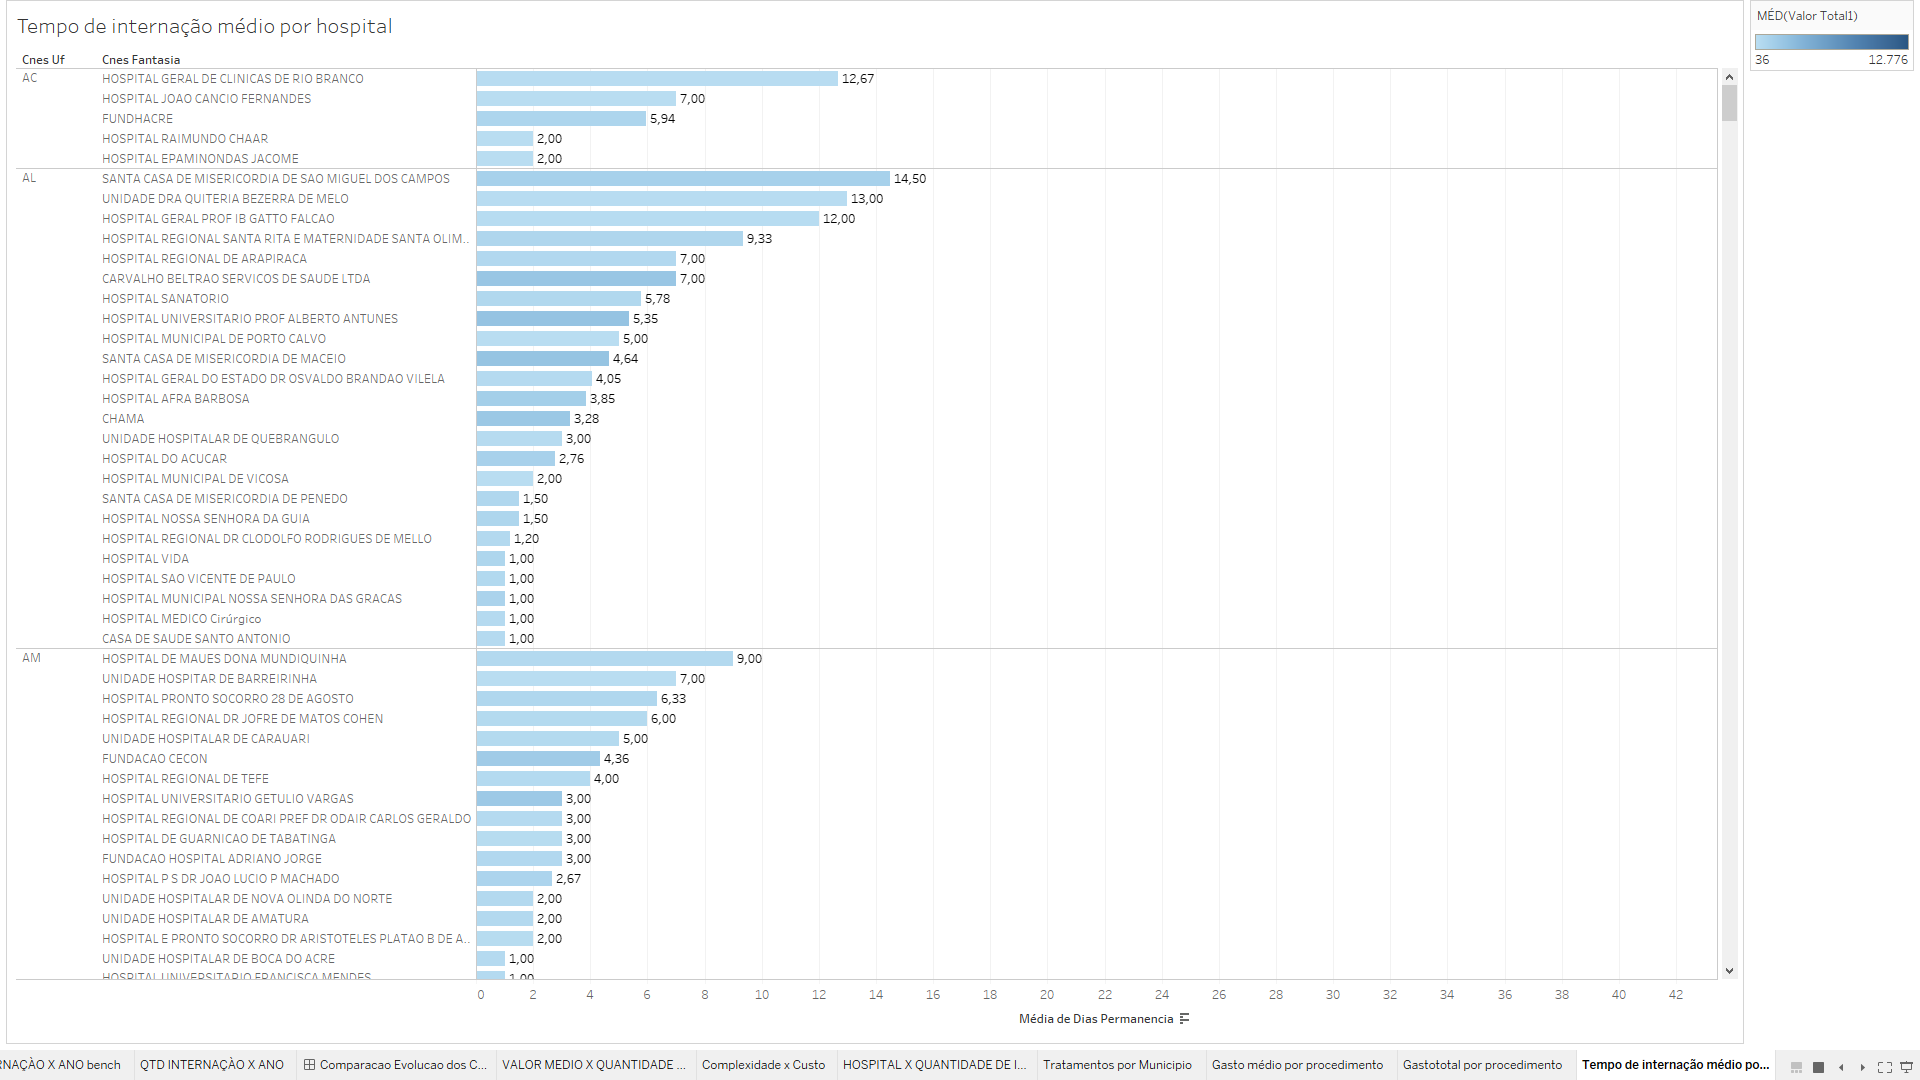 Tempo de internação médio por hospital
MÉD(Valor Total1)
36 12.776
Cnes Uf Cnes Fantasia
AC HOSPITAL GERAL DE CLINICAS DE RIO BRANCO 12,67
HOSPITAL JOAO CANCIO FERNANDES 7,00
FUNDHACRE 5,94
HOSPITAL RAIMUNDO CHAAR 2,00
HOSPITAL EPAMINONDAS JACOME 2,00
AL SANTA CASA DE MISERICORDIA DE SAO MIGUEL DOS CAMPOS 14,50
UNIDADE DRA QUITERIA BEZERRA DE MELO 13,00
HOSPITAL GERAL PROF IB GATTO FALCAO 12,00
HOSPITAL REGIONAL SANTA RITA E MATERNIDADE SANTA OLIM.. 9,33
HOSPITAL REGIONAL DE ARAPIRACA 7,00
CARVALHO BELTRAO SERVICOS DE SAUDE LTDA 7,00
HOSPITAL SANATORIO 5,78
HOSPITAL UNIVERSITARIO PROF ALBERTO ANTUNES 5,35
HOSPITAL MUNICIPAL DE PORTO CALVO 5,00
SANTA CASA DE MISERICORDIA DE MACEIO 4,64
HOSPITAL GERAL DO ESTADO DR OSVALDO BRANDAO VILELA 4,05
HOSPITAL AFRA BARBOSA 3,85
CHAMA 3,28
UNIDADE HOSPITALAR DE QUEBRANGULO 3,00
HOSPITAL DO ACUCAR 2,76
HOSPITAL MUNICIPAL DE VICOSA 2,00
SANTA CASA DE MISERICORDIA DE PENEDO 1,50
HOSPITAL NOSSA SENHORA DA GUIA 1,50
HOSPITAL REGIONAL DR CLODOLFO RODRIGUES DE MELLO 1,20
HOSPITAL VIDA 1,00
HOSPITAL SAO VICENTE DE PAULO 1,00
HOSPITAL MUNICIPAL NOSSA SENHORA DAS GRACAS 1,00
HOSPITAL MEDICO Cirúrgico 1,00
CASA DE SAUDE SANTO ANTONIO 1,00
AM HOSPITAL DE MAUES DONA MUNDIQUINHA 9,00
UNIDADE HOSPITAR DE BARREIRINHA 7,00
HOSPITAL PRONTO SOCORRO 28 DE AGOSTO 6,33
HOSPITAL REGIONAL DR JOFRE DE MATOS COHEN 6,00
UNIDADE HOSPITALAR DE CARAUARI 5,00
FUNDACAO CECON 4,36
HOSPITAL REGIONAL DE TEFE 4,00
HOSPITAL UNIVERSITARIO GETULIO VARGAS 3,00
HOSPITAL REGIONAL DE COARI PREF DR ODAIR CARLOS GERALDO 3,00
HOSPITAL DE GUARNICAO DE TABATINGA 3,00
FUNDACAO HOSPITAL ADRIANO JORGE 3,00
HOSPITAL P S DR JOAO LUCIO P MACHADO 2,67
UNIDADE HOSPITALAR DE NOVA OLINDA DO NORTE 2,00
UNIDADE HOSPITALAR DE AMATURA 2,00
HOSPITAL E PRONTO SOCORRO DR ARISTOTELES PLATAO B DE A.. 2,00
UNIDADE HOSPITALAR DE BOCA DO ACRE 1,00
HOSPITAL UNIVERSITARIO FRANCISCA MENDES 1,00
0 2 4 6 8 10 12 14 16 18 20 22 24 26 28 30 32 34 36 38 40 42
Média de Dias Permanencia
RNAÇÃO X ANO bench QTD INTERNAÇÃO X ANO Comparacao Evolucao dos C... VALOR MEDIO X QUANTIDADE ... Complexidade x Custo HOSPITAL X QUANTIDADE DE I... Tratamentos por Municipio Gasto médio por procedimento Gastototal por procedimento Tempo de internação médio po...